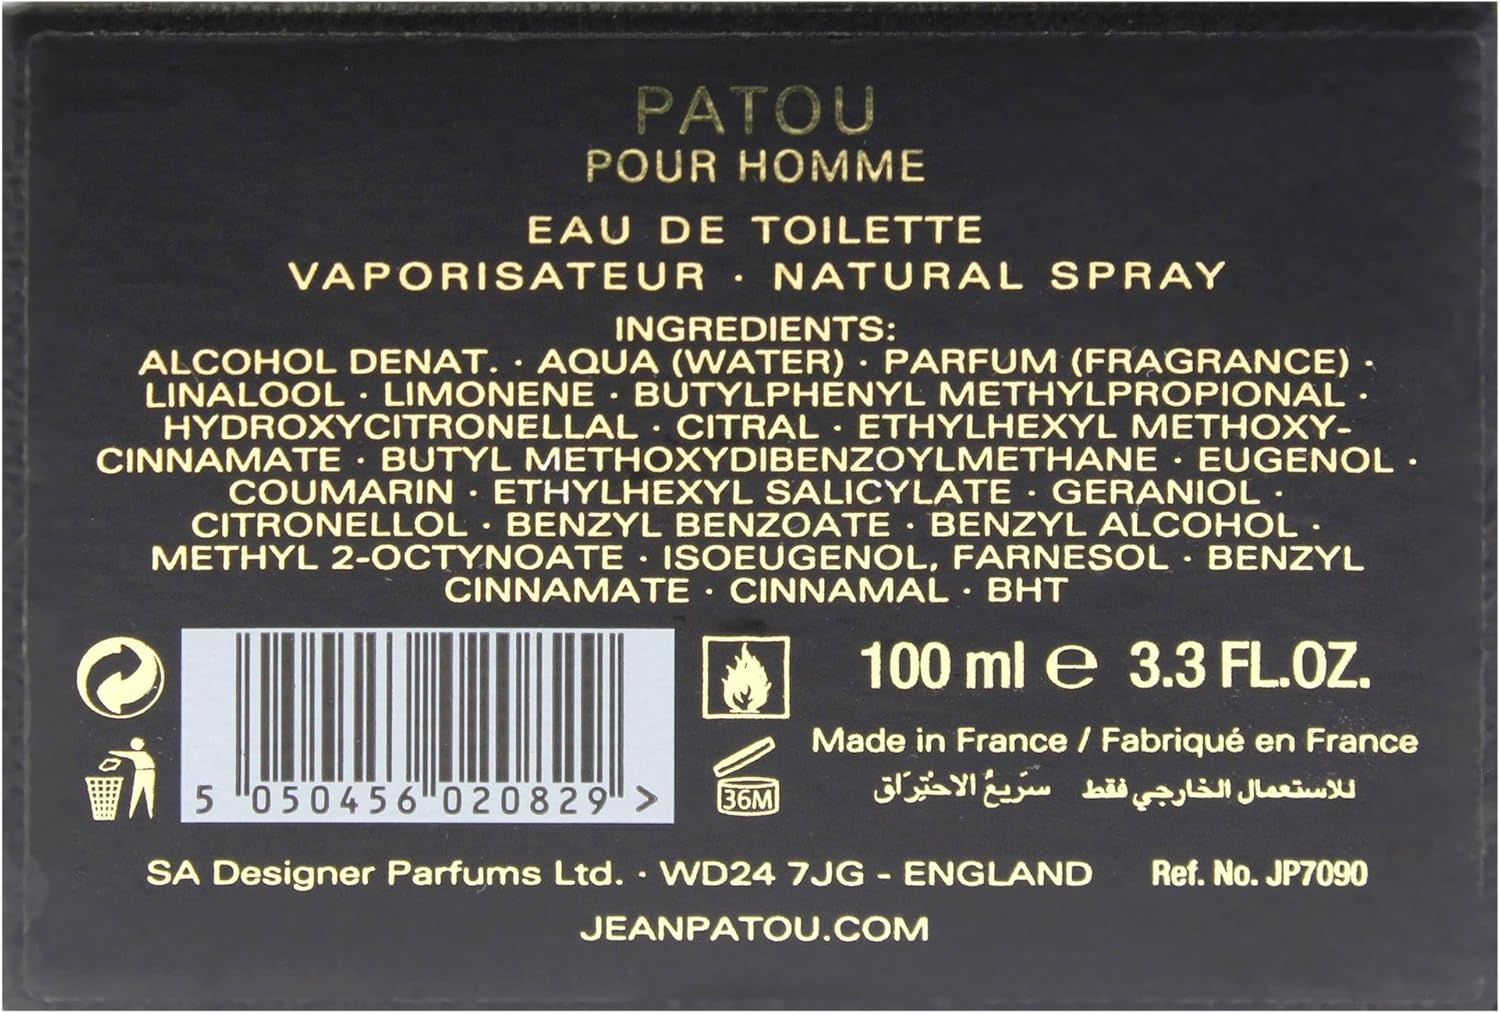 PATOU
POUR HOMME
EAU DE TOILETTE
VAPORISATEUR · NATURAL SPRAY
INGREDIENTS:
ALCOHOL DENAT. · AQUA (WATER) · PARFUM (FRAGRANCE) ·
LINALOOL · LIMONENE · BUTYLPHENYL METHYLPROPIONAL ·
HYDROXYCITRONELLAL · CITRAL · ETHYLHEXYL METHOXY-
CINNAMATE · BUTYL METHOXYDIBENZOYLMETHANE · EUGENOL ·
COUMARIN · ETHYLHEXYL SALICYLATE · GERANIOL ·
CITRONELLOL · BENZYL BENZOATE · BENZYL ALCOHOL ·
METHYL 2-OCTYNOATE · ISOEUGENOL, FARNESOL · BENZYL
CINNAMATE · CINNAMAL · BHT
100 ml e 3.3 FL.OZ.
Made in France / Fabriqué en France
للاستعمال الخارجي فقط سَريعُ الاحتِرَاق
36M
5 050456 020829 >
SA Designer Parfums Ltd. · WD24 7JG - ENGLAND Ref. No. JP7090
JEANPATOU.COM